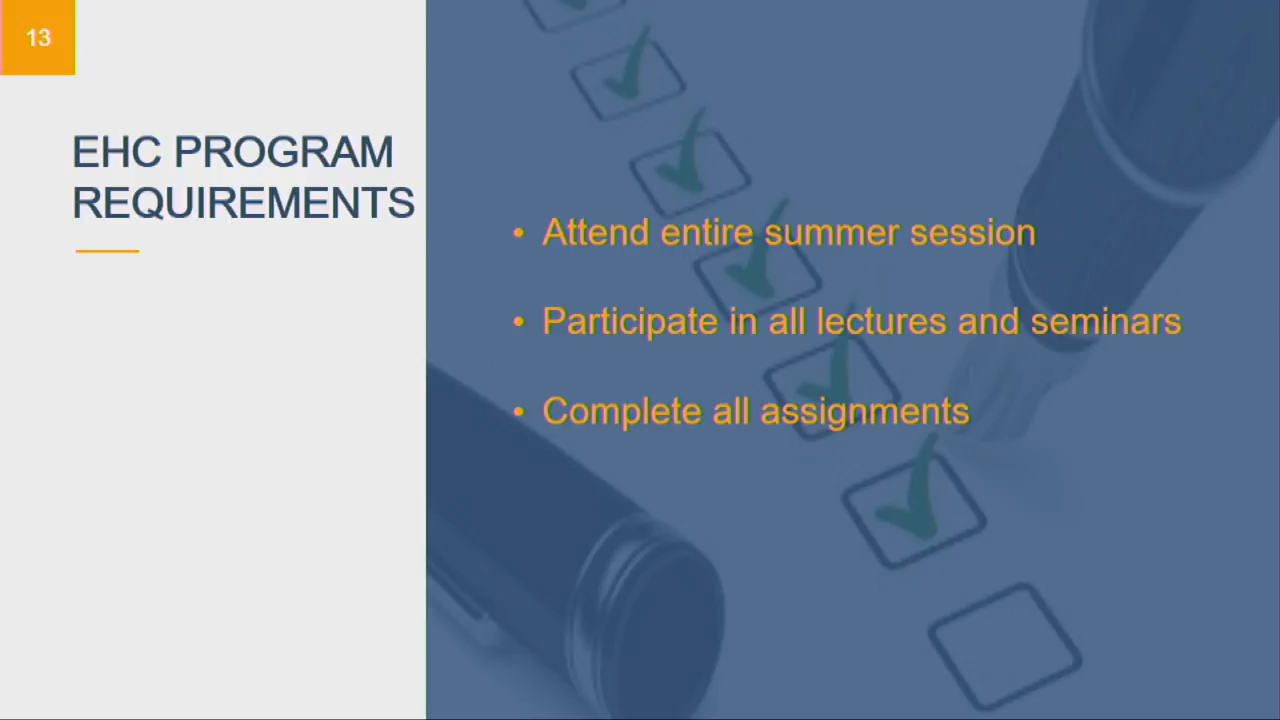 13
EHC PROGRAM
REQUIREMENTS
• Attend entire summer session
• Participate in all lectures and seminars
• Complete all assignments